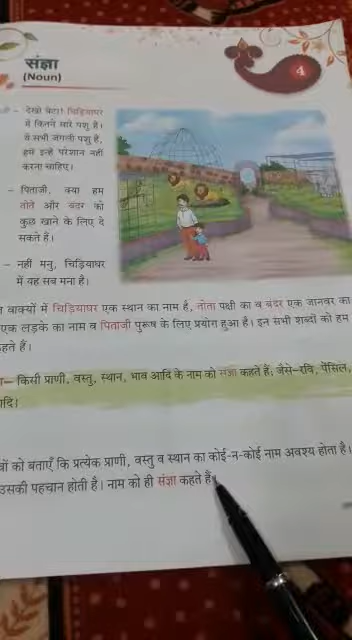 संज्ञा
(Noun)
4
– देखो बेटा! चिड़ियाघर
में कितने सारे पशु हैं।
ये सभी जंगली पशु हैं,
हमें इन्हें परेशान नहीं
करना चाहिए।
– पिताजी, क्या हम
तोते और बंदर को
कुछ खाने के लिए दे
सकते हैं।
– नहीं मनु, चिड़ियाघर
में यह सब मना है।
वाक्यों में चिड़ियाघर एक स्थान का नाम है, तोता पक्षी का व बंदर एक जानवर का
एक लड़के का नाम व पिताजी पुरूष के लिए प्रयोग हुआ है। इन सभी शब्दों को हम
कहते हैं।
– किसी प्राणी, वस्तु, स्थान, भाव आदि के नाम को संज्ञा कहते हैं; जैसे–रवि, पेंसिल,
आदि।
को बताएँ कि प्रत्येक प्राणी, वस्तु व स्थान का कोई-न-कोई नाम अवश्य होता है।
उसकी पहचान होती है। नाम को ही संज्ञा कहते हैं।